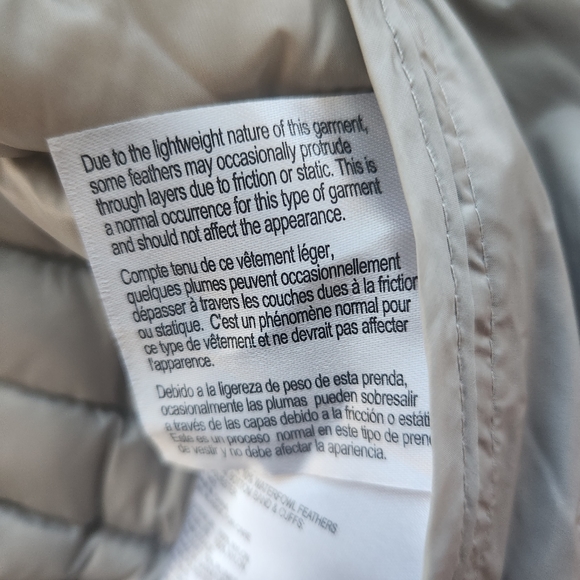 Due to the lightweight nature of this garment,
some feathers may occasionally protrude
through layers due to friction or static. This is
a normal occurrence for this type of garment
and should not affect the appearance.
Compte tenu de ce vêtement léger,
quelques plumes peuvent occasionnellement
dépasser à travers les couches dues à la friction
ou statique. C'est un phénomène normal pour
ce type de vêtement et ne devrait pas affecter
l'apparence.
Debido a la ligereza de peso de esta prenda,
ocasionalmente las plumas pueden sobresalir
a través de las capas debido a la fricción o estáti
Este es un proceso normal en este tipo de pren
de vestir y no debe afectar la apariencia.
WATERFOWL FEATHERS
& CUFFS: